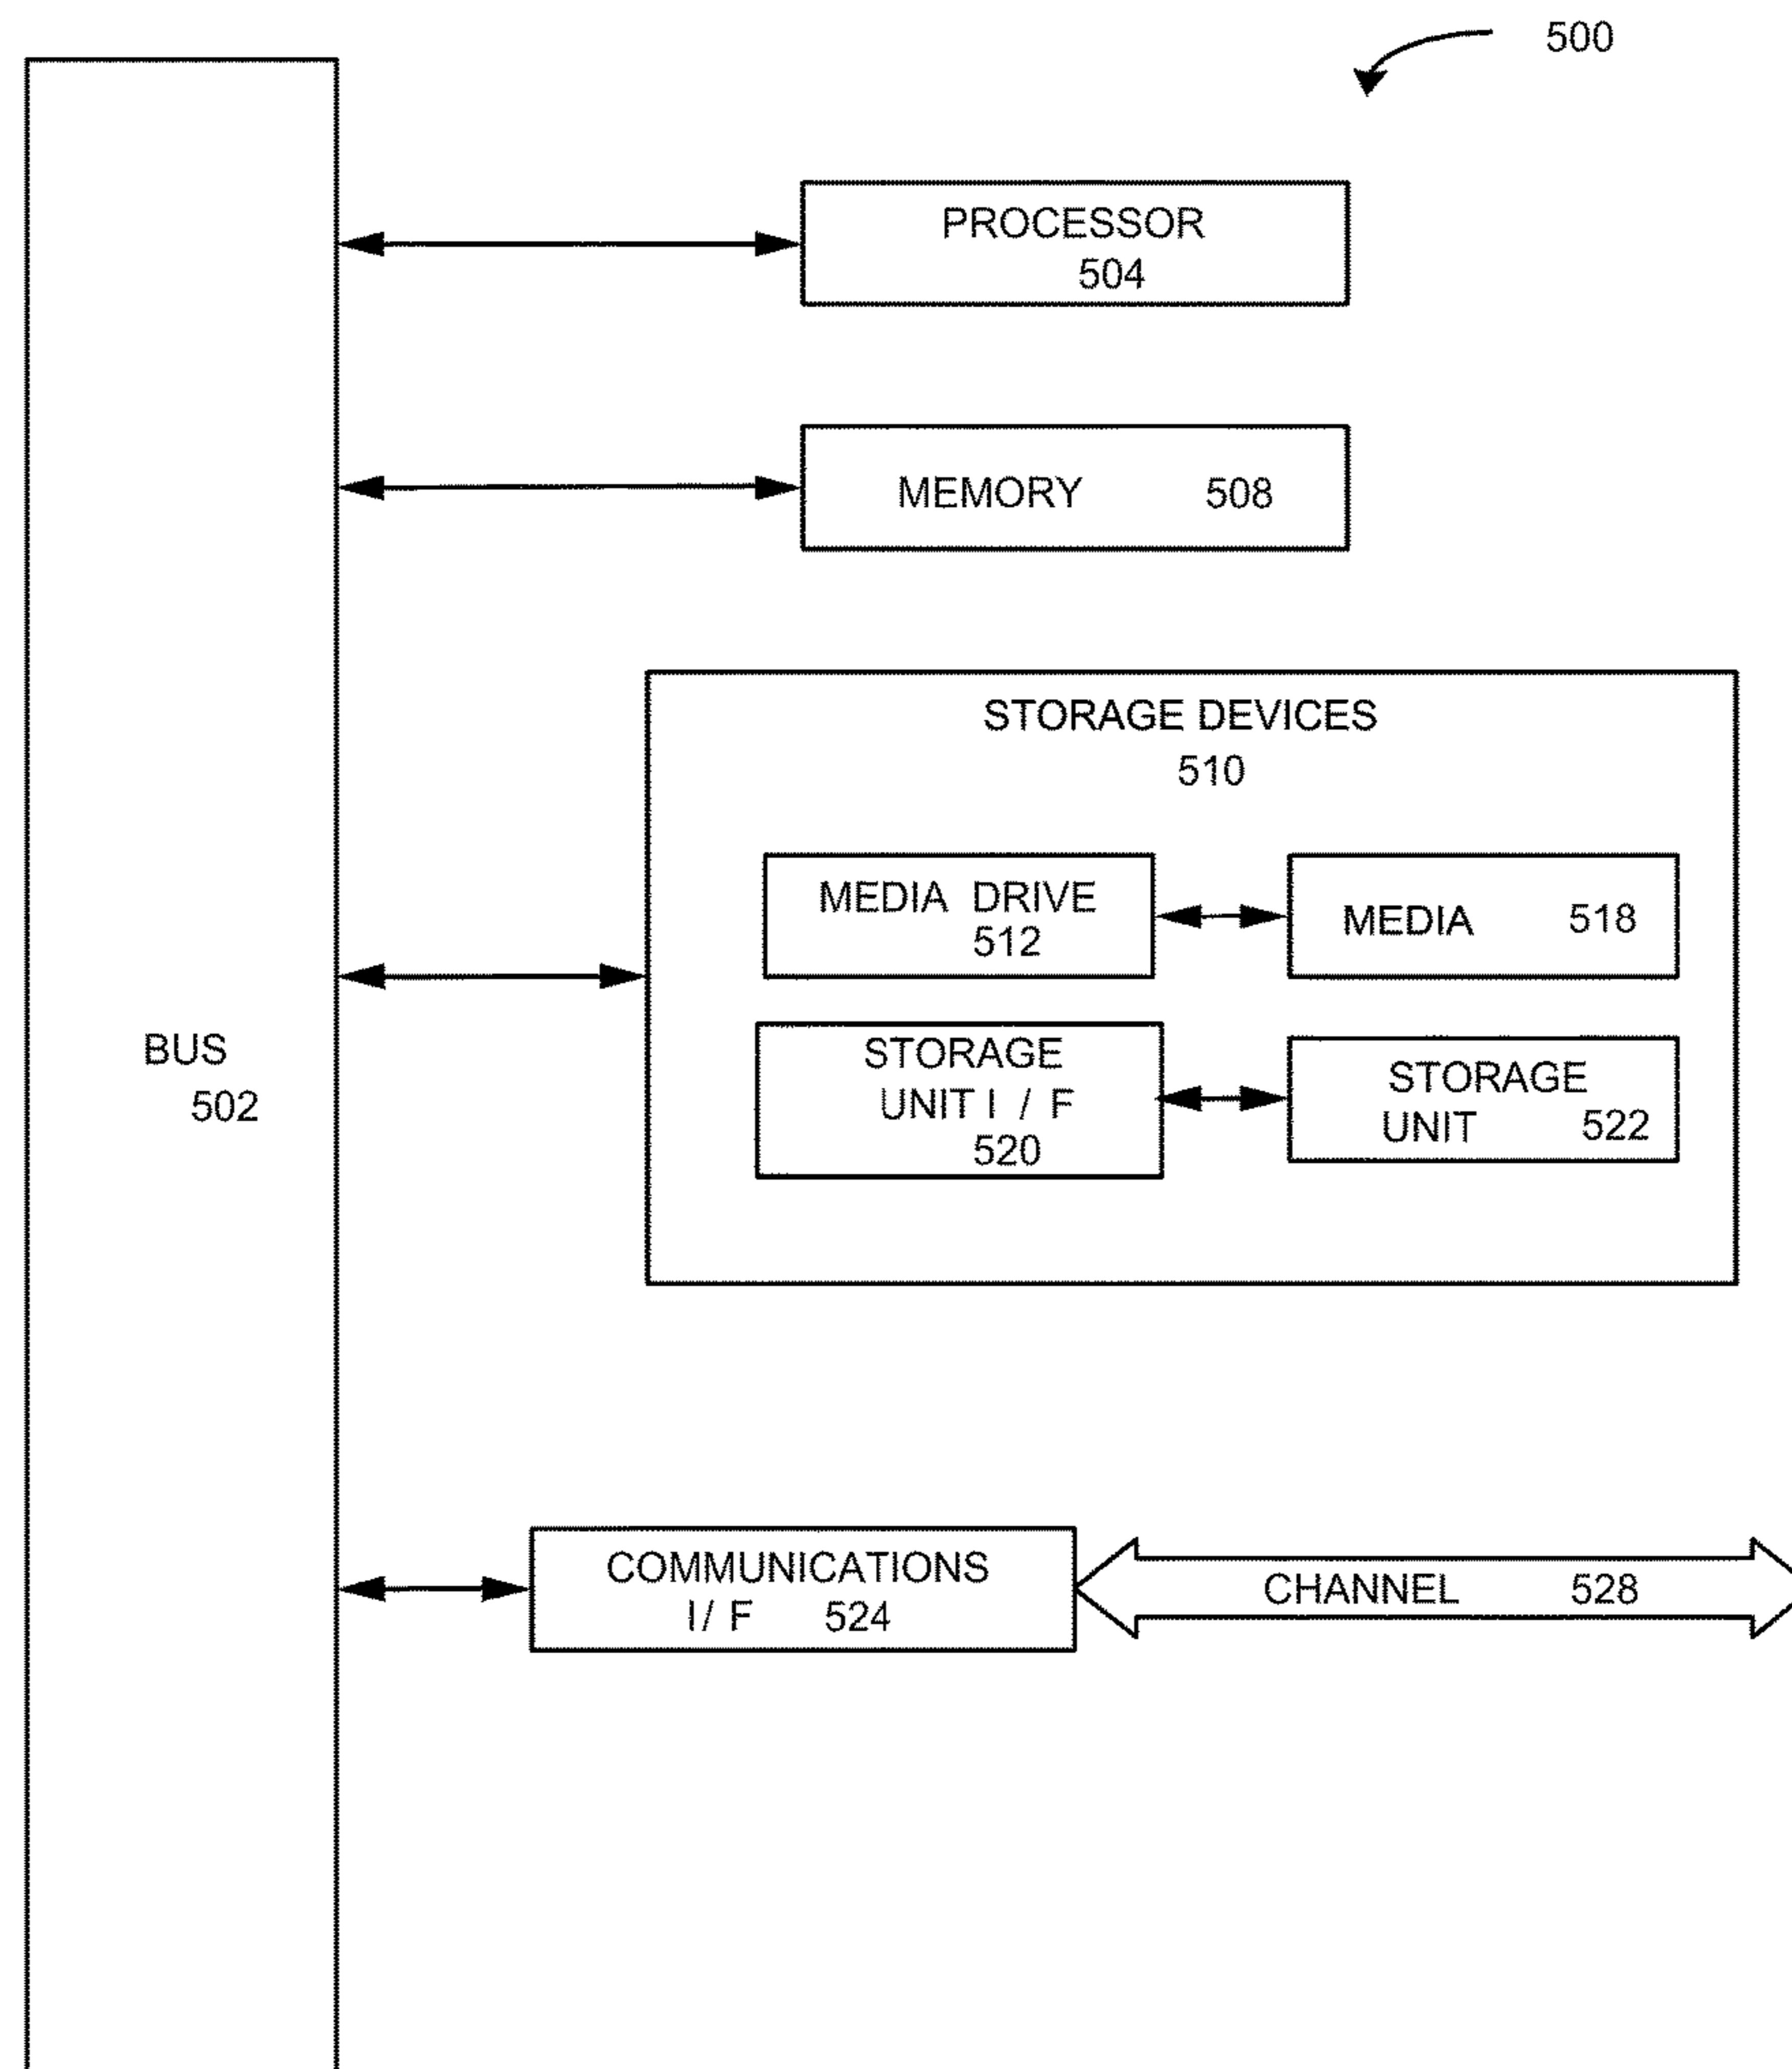 500
PROCESSOR
504
MEMORY 508
STORAGE DEVICES
510
MEDIA DRIVE
512
MEDIA 518
STORAGE
UNIT I / F
520
STORAGE
UNIT 522
BUS
502
COMMUNICATIONS
I / F 524
CHANNEL 528